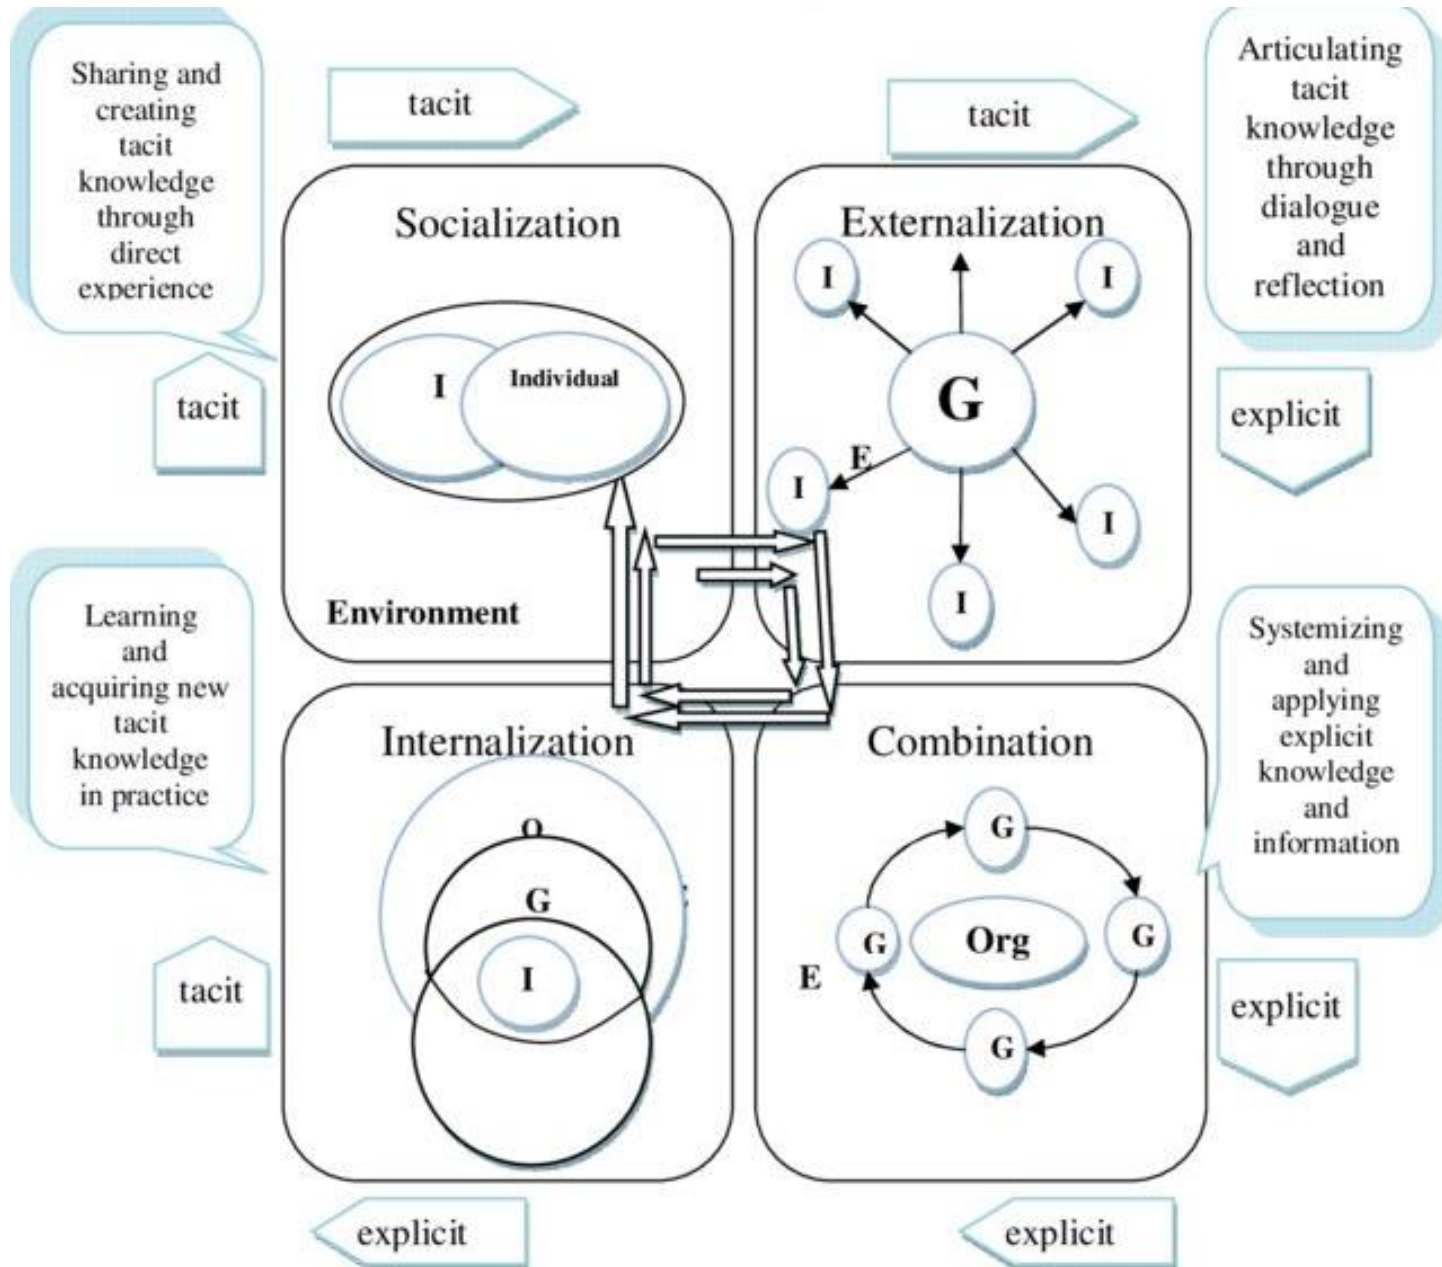 Sharing and
creating
tacit
knowledge
through
direct
experience
tacit
tacit
Articulating
tacit
knowledge
through
dialogue
and
reflection
Socialization
I
Individual
Environment
Externalization
I
I
G
E
I
I
I
tacit
explicit
Learning
and
acquiring new
tacit
knowledge
in practice
Internalization
O
G
I
Combination
G
G
Org
G
E
G
Systemizing
and
applying
explicit
knowledge
and
information
tacit
explicit
explicit
explicit